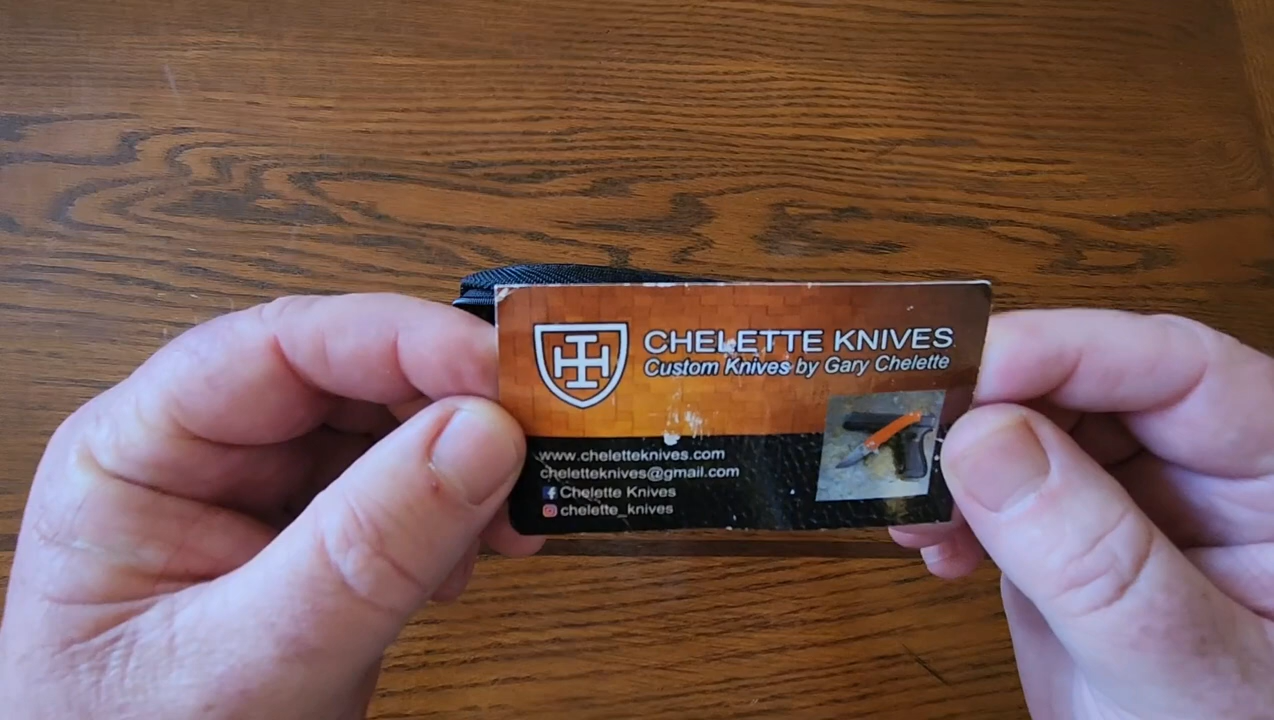 CHELETTE KNIVES
Custom Knives by Gary Chelette
www.cheletteknives.com
cheletteknives@gmail.com
Chelette Knives
chelette_knives